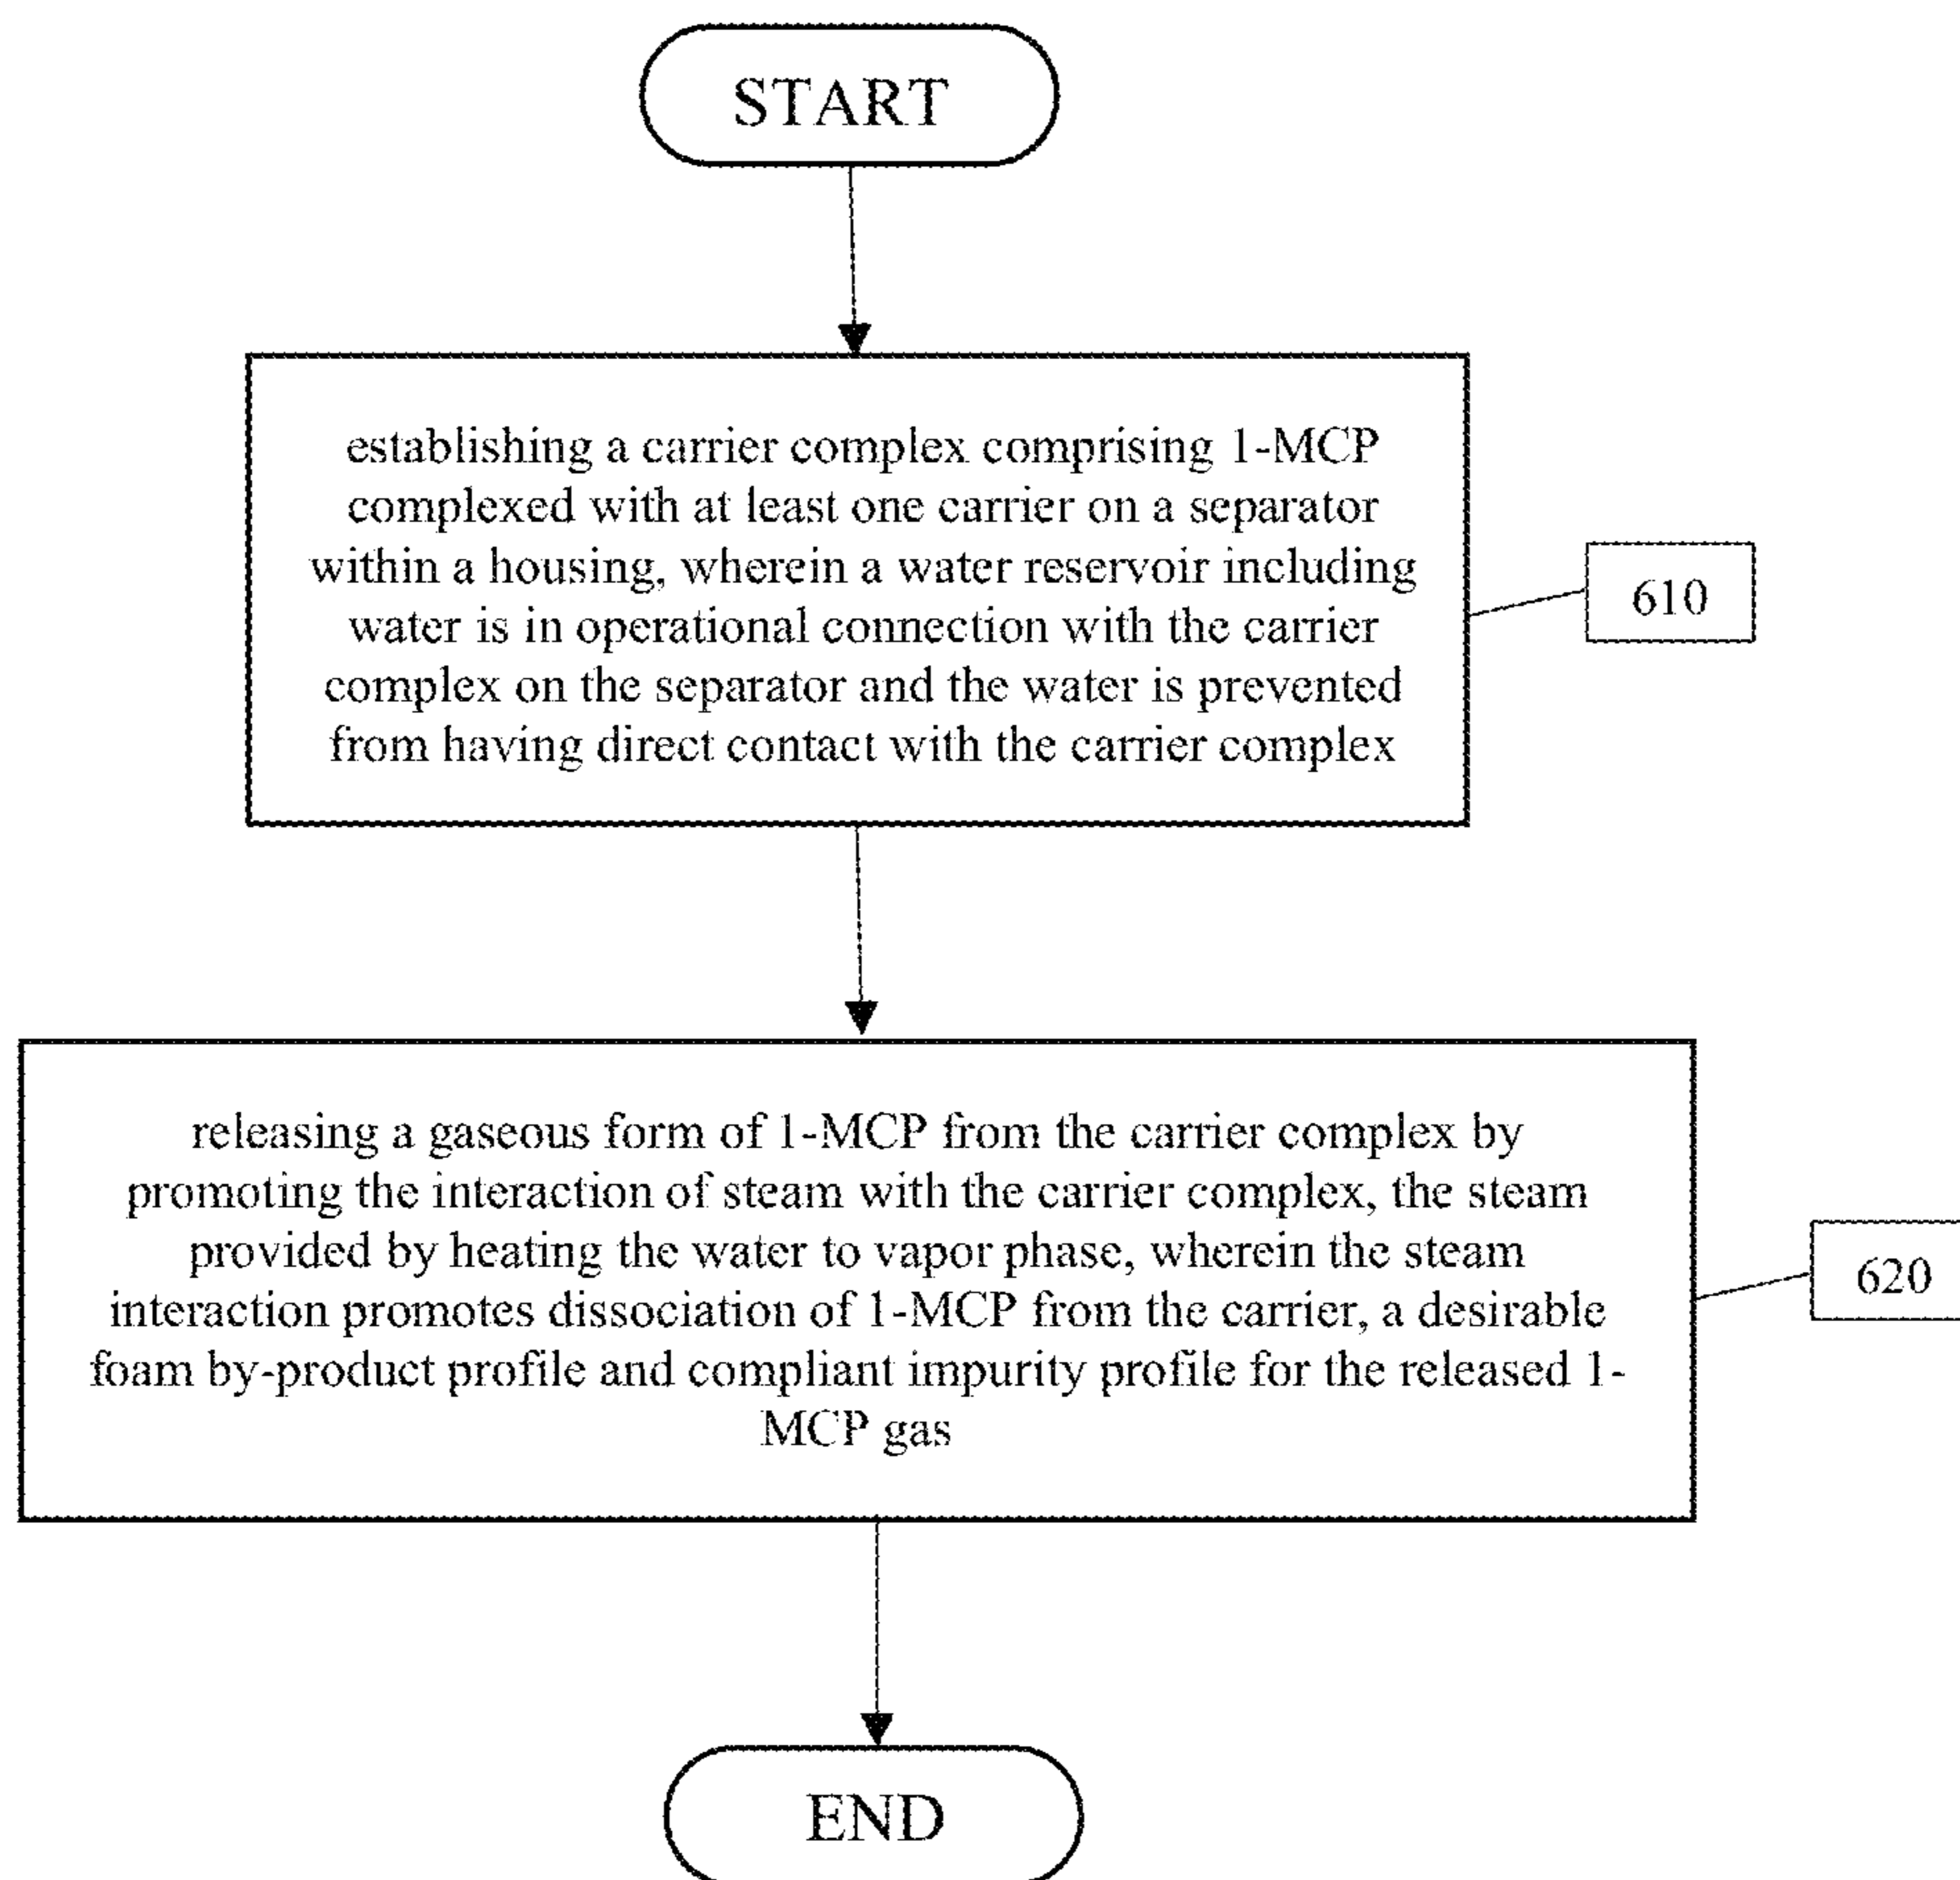 START
establishing a carrier complex comprising 1-MCP
complexed with at least one carrier on a separator
within a housing, wherein a water reservoir including
water is in operational connection with the carrier
complex on the separator and the water is prevented
from having direct contact with the carrier complex
610
releasing a gaseous form of 1-MCP from the carrier complex by
promoting the interaction of steam with the carrier complex, the steam
provided by heating the water to vapor phase, wherein the steam
interaction promotes dissociation of 1-MCP from the carrier, a desirable
foam by-product profile and compliant impurity profile for the released 1-
MCP gas
620
END